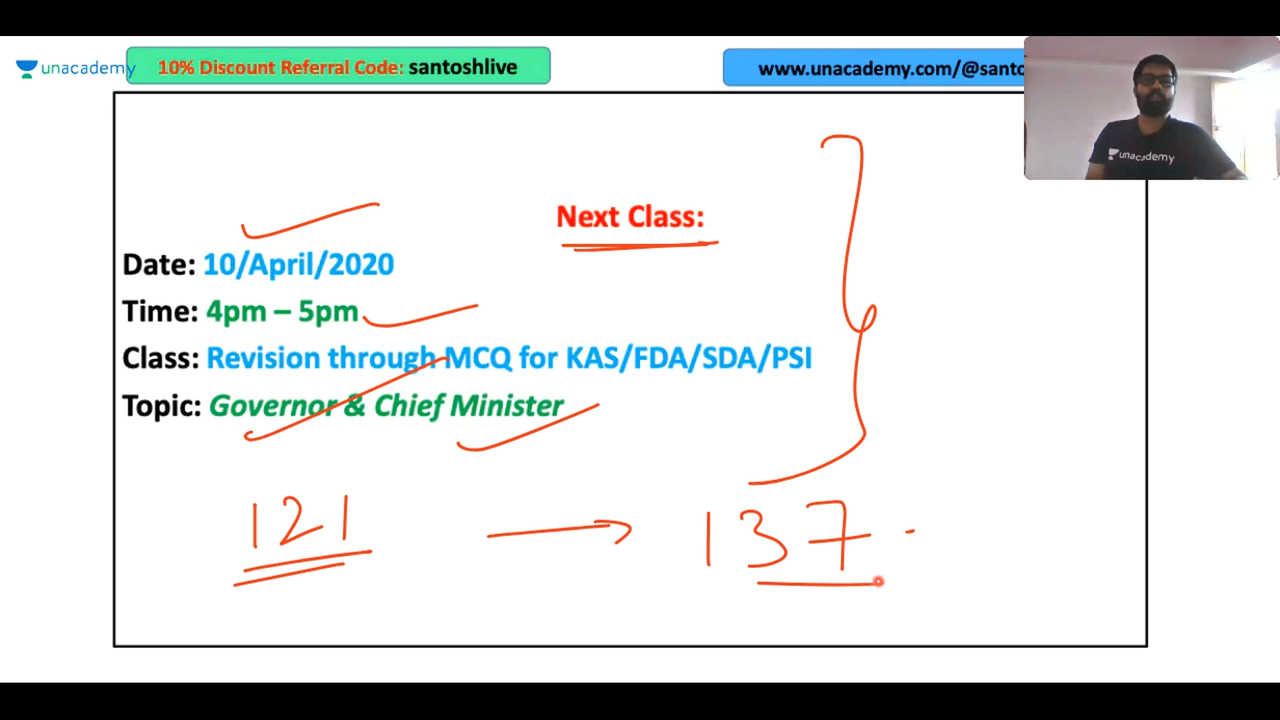 unacademy
10% Discount Referral Code: santoshlive
www.unacademy.com/@santo
unacademy
Next Class:
Date: 10/April/2020
Time: 4pm – 5pm
Class: Revision through MCQ for KAS/FDA/SDA/PSI
Topic: Governor & Chief Minister
121 → 137